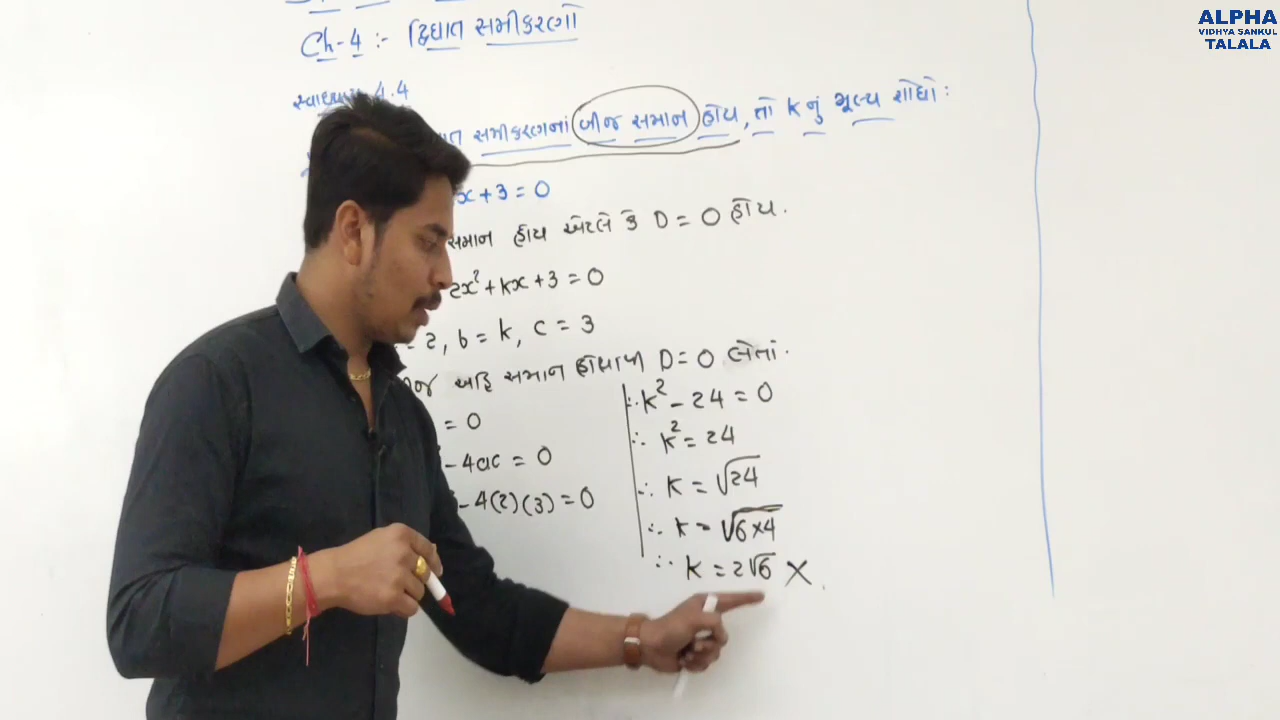 ALPHA
VIDHYA SANKUL
TALALA
Ch-4 :- દ્વિઘાત સમીકરણો
સ્વાધ્યાય 4.4
સમીકરણનાં બીજ સમાન હોય, તો k નું મૂલ્ય શોધો :
x + 3 = 0
સમાન હોય એટલે કે D = 0 હોય.
2x² + kx + 3 = 0
2, b = k, c = 3
સમાન હોવાથી D = 0 લેતાં.
= 0
- 4ac = 0
- 4(2)(3) = 0
∴ k² - 24 = 0
∴ k² = 24
∴ k = √24
∴ k = √6×4
∴ k = 2√6 ×